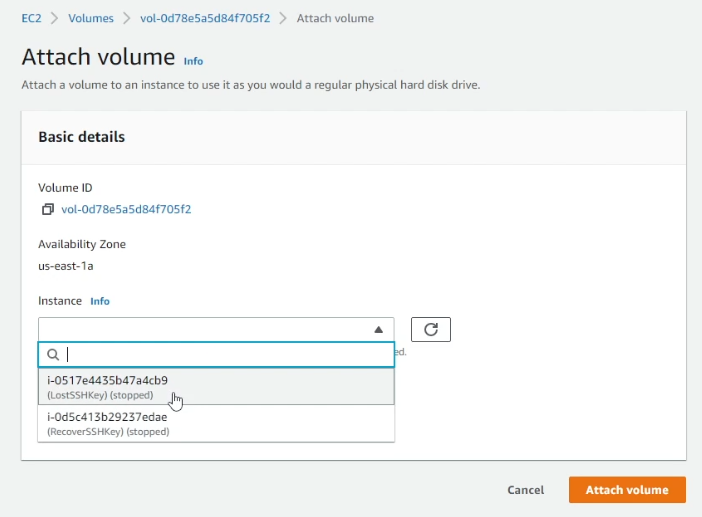 EC2 > Volumes > vol-0d78e5a5d84f705f2 > Attach volume
Attach volume Info
Attach a volume to an instance to use it as you would a regular physical hard disk drive.
Basic details
Volume ID
vol-0d78e5a5d84f705f2
Availability Zone
us-east-1a
Instance Info
ed.
i-0517e4435b47a4cb9
(LostSSHKey) (stopped)
i-0d5c413b29237edae
(RecoverSSHKey) (stopped)
Cancel
Attach volume